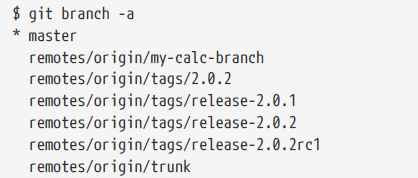 $ git branch -a
* master
remotes/origin/my-calc-branch
remotes/origin/tags/2.0.2
remotes/origin/tags/release-2.0.1
remotes/origin/tags/release-2.0.2
remotes/origin/tags/release-2.0.2rc1
remotes/origin/trunk